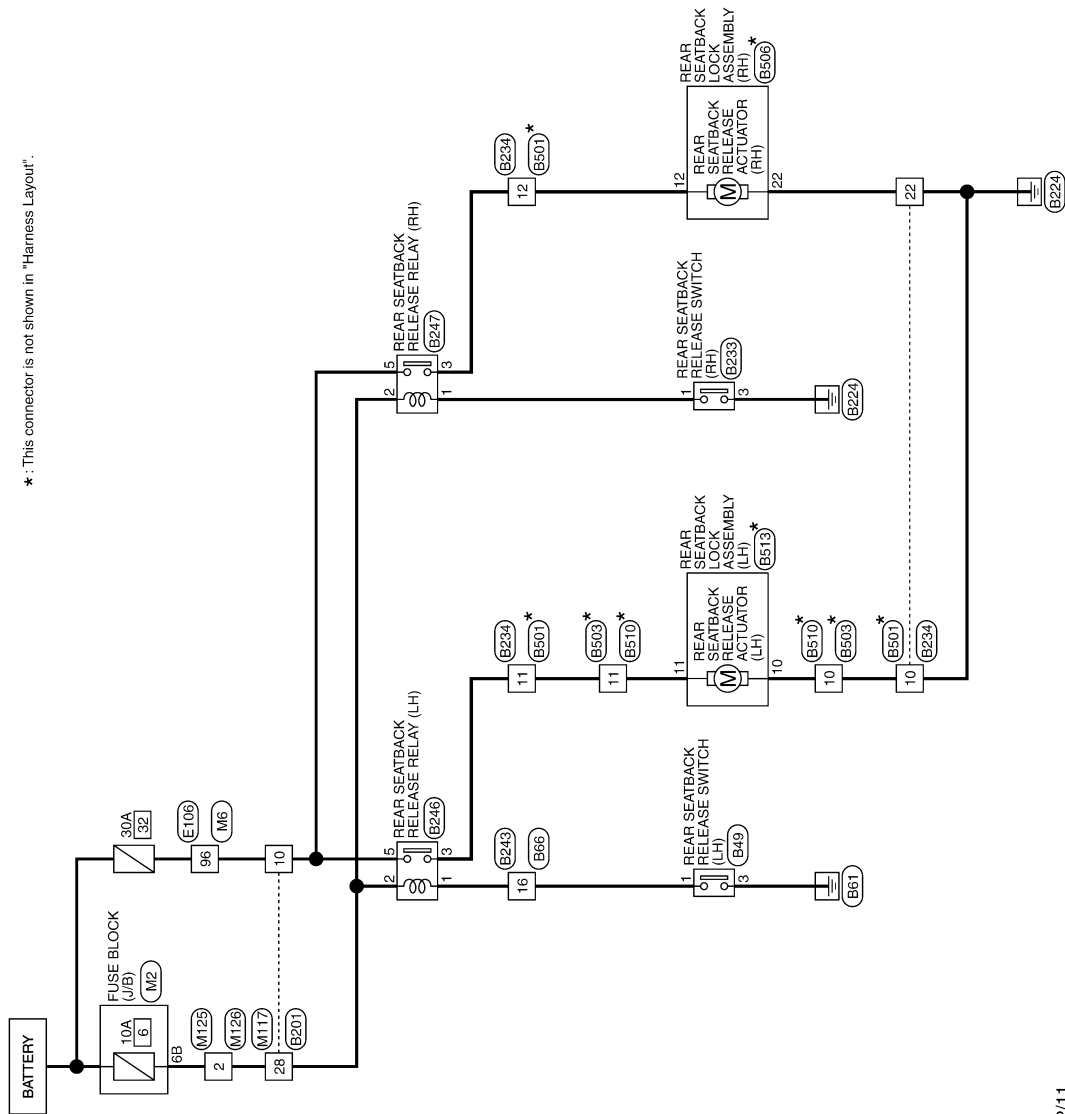 ★ : This connector is not shown in "Harness Layout".
BATTERY
FUSE BLOCK
(J/B)
M2
10A
6
6B
30A
32
E106
M6
96
M125
M126
2
M117
B201
28
10
REAR SEATBACK
RELEASE RELAY (LH)
B246
2
5
1
3
REAR SEATBACK
RELEASE RELAY (RH)
B247
2
5
1
3
B243
B66
16
B234
B501 ★
11
B503 ★
B510 ★
11
B234
B501 ★
12
REAR SEATBACK
RELEASE SWITCH
(LH)
B49
1
3
B61
REAR
SEATBACK
LOCK
ASSEMBLY
(LH)
B513 ★
REAR
SEATBACK
RELEASE
ACTUATOR
(LH)
M
11
10
REAR SEATBACK
RELEASE SWITCH
(RH)
B233
1
3
B224
REAR
SEATBACK
LOCK
ASSEMBLY
(RH)
B506 ★
REAR
SEATBACK
RELEASE
ACTUATOR
(RH)
M
12
22
B510 ★
B503 ★
10
B501 ★
B234
10
22
B224